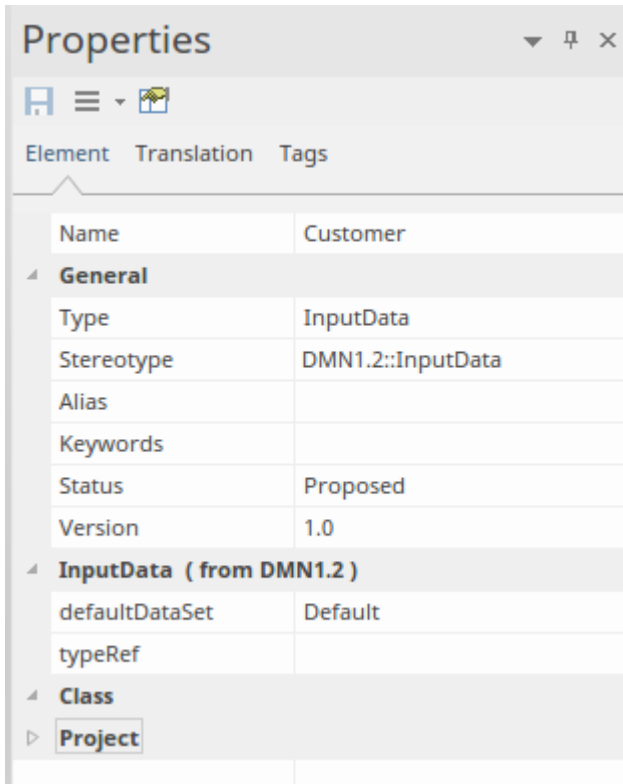 Properties
Element Translation Tags
Name Customer
General
Type InputData
Stereotype DMN1.2::InputData
Alias
Keywords
Status Proposed
Version 1.0
InputData ( from DMN1.2 )
defaultDataSet Default
typeRef
Class
Project